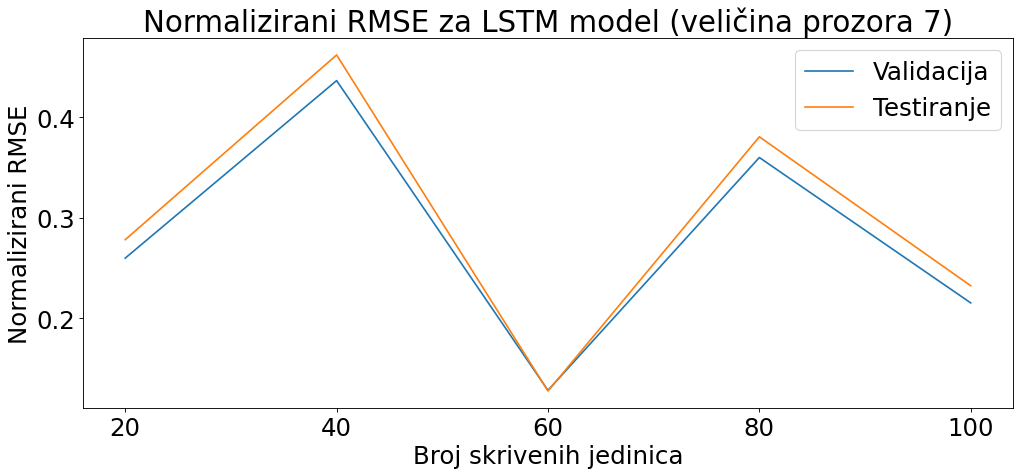 Normalizirani RMSE za LSTM model (veličina prozora 7)
Validacija
Testiranje
Normalizirani RMSE
0.4
0.3
0.2
20 40 60 80 100
Broj skrivenih jedinica